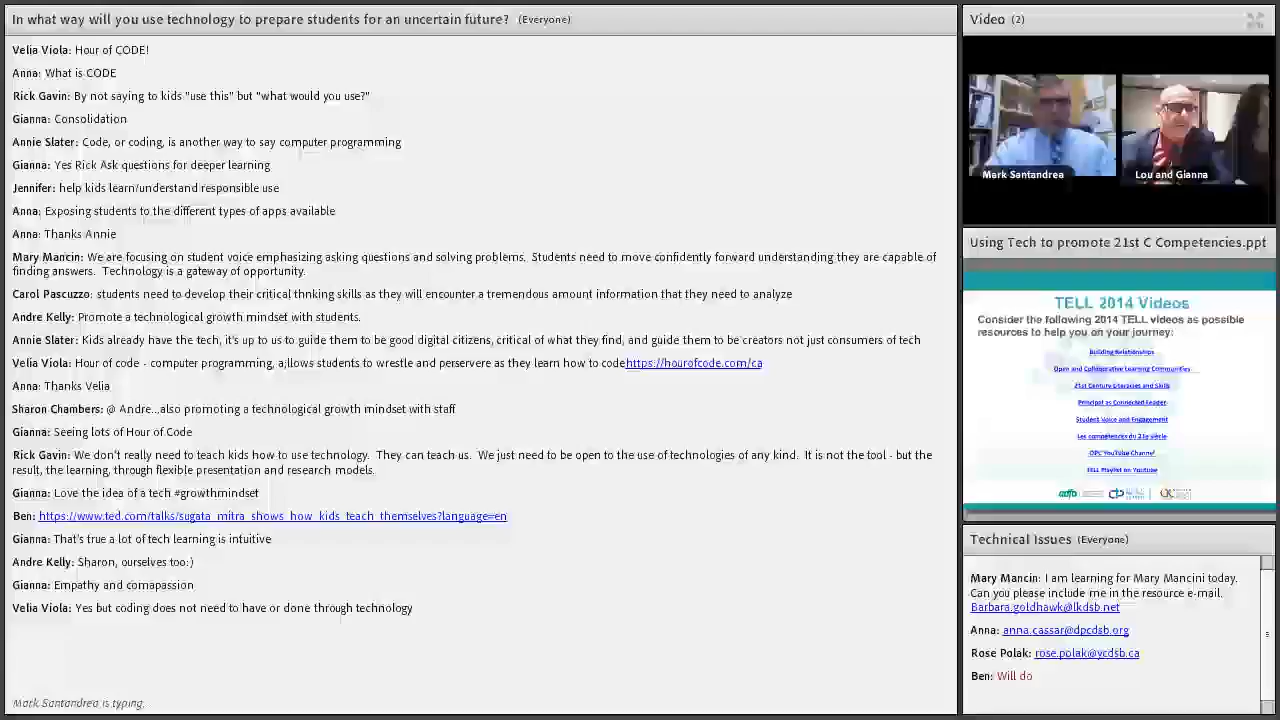 In what way will you use technology to prepare students for an uncertain future? (Everyone)
Velia Viola: Hour of CODE!
Anna: What is CODE
Rick Gavin: By not saying to kids "use this" but "what would you use?"
Gianna: Consolidation
Annie Slater: Code, or coding, is another way to say computer programming
Gianna: Yes Rick Ask questions for deeper learning
Jennifer: help kids learn/understand responsible use
Anna: Exposing students to the different types of apps available
Anna: Thanks Annie
Mary Mancin: We are focusing on student voice emphasizing asking questions and solving problems. Students need to move confidently forward understanding they are capable of
finding answers. Technology is a gateway of opportunity.
Carol Pascuzzo: students need to develop their critical thnking skills as they will encounter a tremendous amount information that they need to analyze
Andre Kelly: Promote a technological growth mindset with students.
Annie Slater: Kids already have the tech, it's up to us to guide them to be good digital citizens, critical of what they find, and guide them to be creators not just consumers of tech
Velia Viola: Hour of code - computer programming, a;llows students to wrestle and perservere as they learn how to codehttps://hourofcode.com/ca
Anna: Thanks Velia
Sharon Chambers: @ Andre...also promoting a technological growth mindset with staff
Gianna: Seeing lots of Hour of Code
Rick Gavin: We don't really need to teach kids how to use technology. They can teach us. We just need to be open to the use of technologies of any kind. It is not the tool - but the
result, the learning, through flexible presentation and research models.
Gianna: Love the idea of a tech #growthmindset
Ben: https://www.ted.com/talks/sugata_mitra_shows_how_kids_teach_themselves?language=en
Gianna: That's true a lot of tech learning is intuitive
Andre Kelly: Sharon, ourselves too:)
Gianna: Empathy and comapassion
Velia Viola: Yes but coding does not need to have or done through technology
Mark Santandrea is typing.
Video (2)
Mark Santandrea
Lou and Gianna
Using Tech to promote 21st C Competencies.ppt
TELL 2014 Videos
Consider the following 2014 TELL videos as possible
resources to help you on your journey:
Building Relationships
Open and Collaborative Learning Communities
21st Century Literacies and Skills
Principal as Connected Leader
Student Voice and Engagement
Les compétences du 21e siècle
OPC YouTube Channel
TELL Playlist on Youtube
Technical Issues (Everyone)
Mary Mancin: I am learning for Mary Mancini today.
Can you please include me in the resource e-mail.
Barbara.goldhawk@lkdsb.net
Anna: anna.cassar@dpcdsb.org
Rose Polak: rose.polak@ycdsb.ca
Ben: Will do